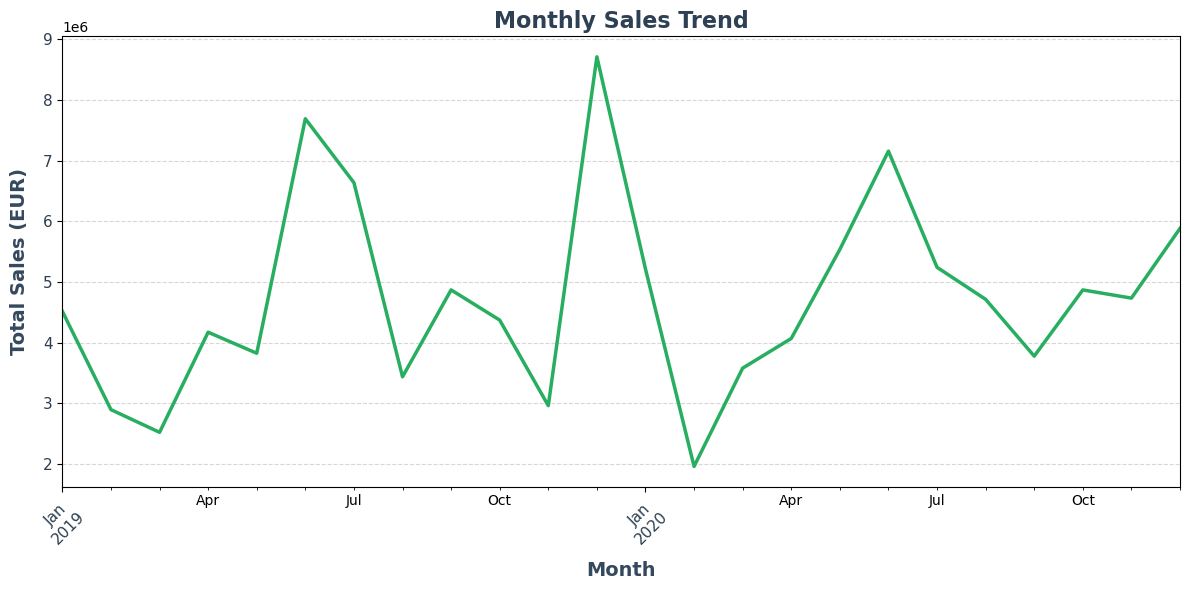 Monthly Sales Trend
1e6
Total Sales (EUR)
9
8
7
6
5
4
3
2
Jan
2019
Apr
Jul
Oct
Jan
2020
Apr
Jul
Oct
Month